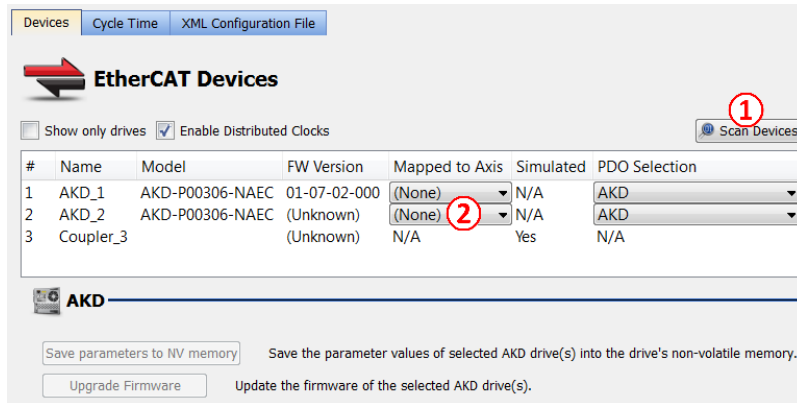 Devices Cycle Time XML Configuration File
EtherCAT Devices
1
Show only drives Enable Distributed Clocks Scan Devices
# Name Model FW Version Mapped to Axis Simulated PDO Selection
1 AKD_1 AKD-P00306-NAEC 01-07-02-000 (None) N/A AKD
2 AKD_2 AKD-P00306-NAEC (Unknown) (None) 2 N/A AKD
3 Coupler_3 (Unknown) N/A Yes N/A
AKD
Save parameters to NV memory Save the parameter values of selected AKD drive(s) into the drive's non-volatile memory.
Upgrade Firmware Update the firmware of the selected AKD drive(s).